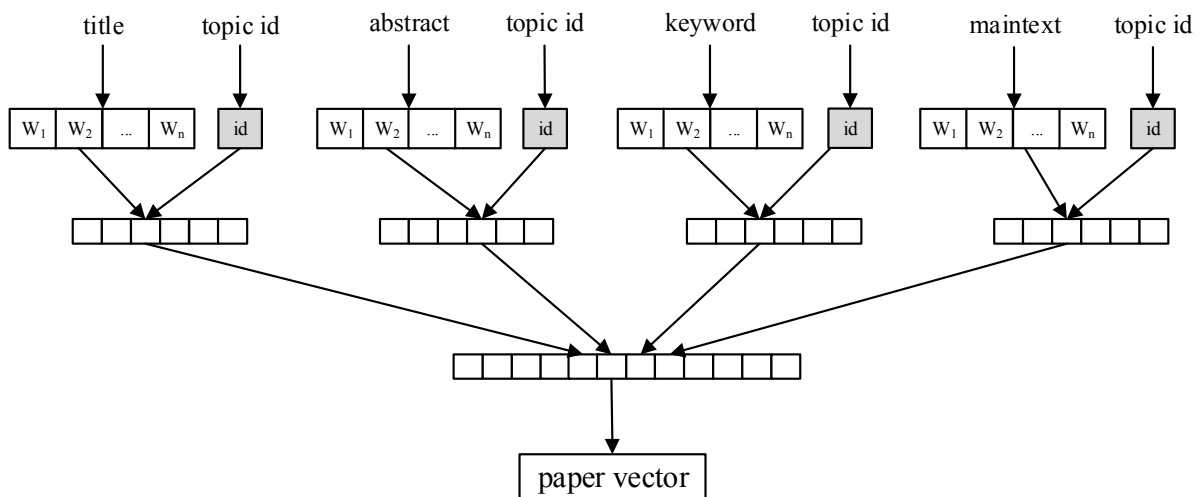 title topic id abstract topic id keyword topic id maintext topic id
W1 W2 ... Wn id W1 W2 ... Wn id W1 W2 ... Wn id W1 W2 ... Wn id
paper vector